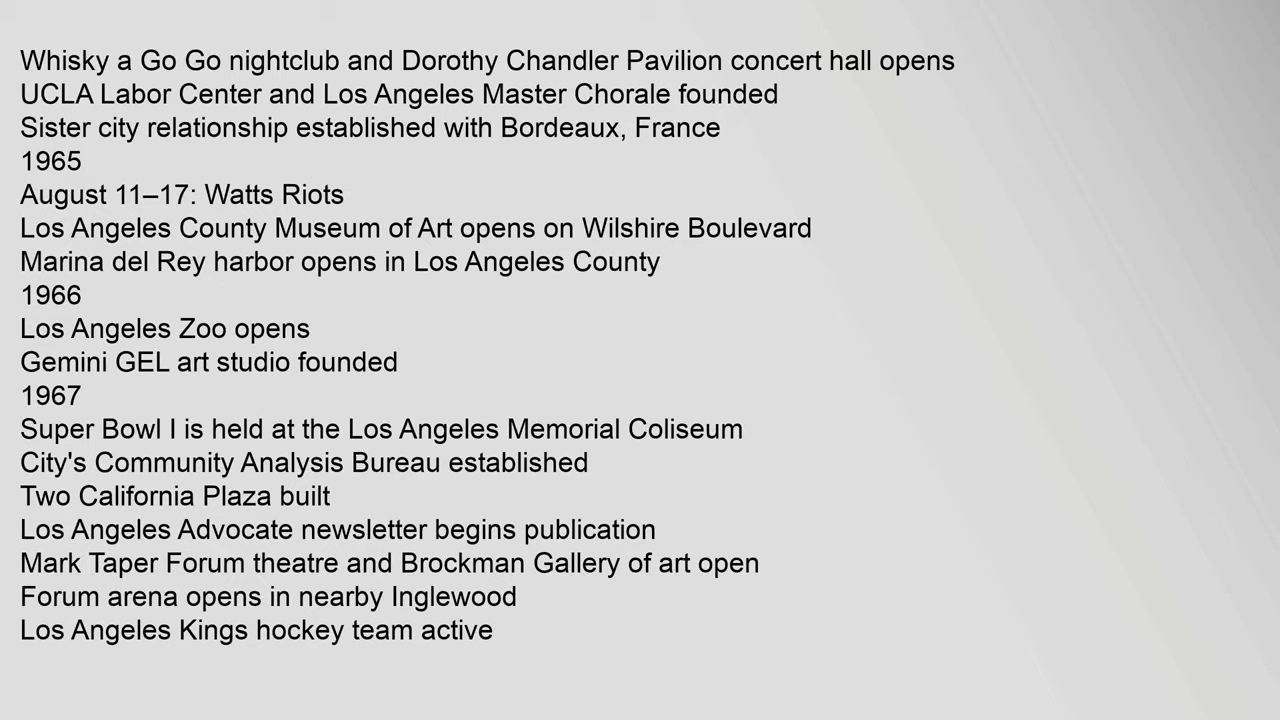 Whisky a Go Go nightclub and Dorothy Chandler Pavilion concert hall opens
UCLA Labor Center and Los Angeles Master Chorale founded
Sister city relationship established with Bordeaux, France
1965
August 11–17: Watts Riots
Los Angeles County Museum of Art opens on Wilshire Boulevard
Marina del Rey harbor opens in Los Angeles County
1966
Los Angeles Zoo opens
Gemini GEL art studio founded
1967
Super Bowl I is held at the Los Angeles Memorial Coliseum
City's Community Analysis Bureau established
Two California Plaza built
Los Angeles Advocate newsletter begins publication
Mark Taper Forum theatre and Brockman Gallery of art open
Forum arena opens in nearby Inglewood
Los Angeles Kings hockey team active